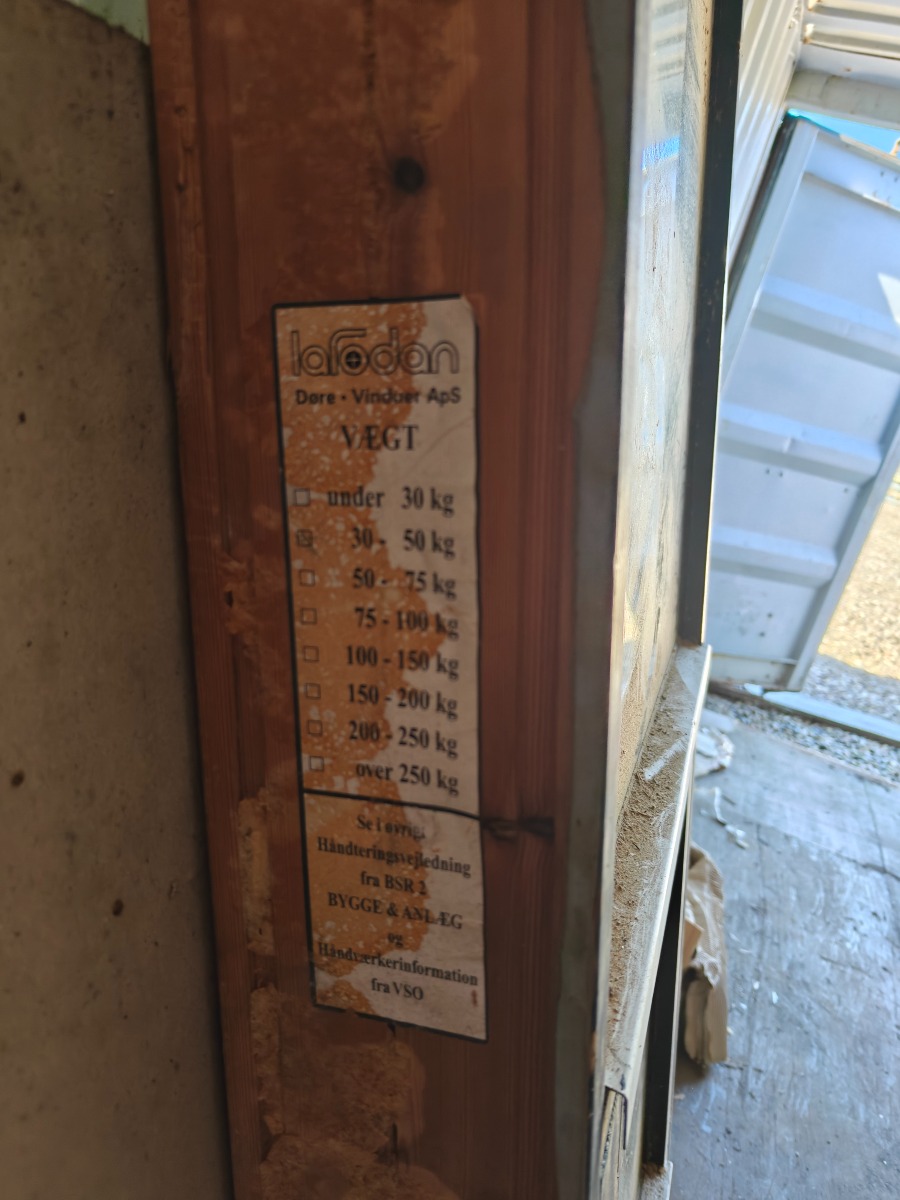 larodan
Døre • Vinduer ApS
VÆGT
☐ under 30 kg
☒ 30 - 50 kg
☐ 50 - 75 kg
☐ 75 - 100 kg
☐ 100 - 150 kg
☐ 150 - 200 kg
☐ 200 - 250 kg
☐ over 250 kg
Se I øvrigt
Håndteringsvejledning
fra BSR 2
BYGGE & ANLÆG
og
Håndværkerinformation
fra VSO